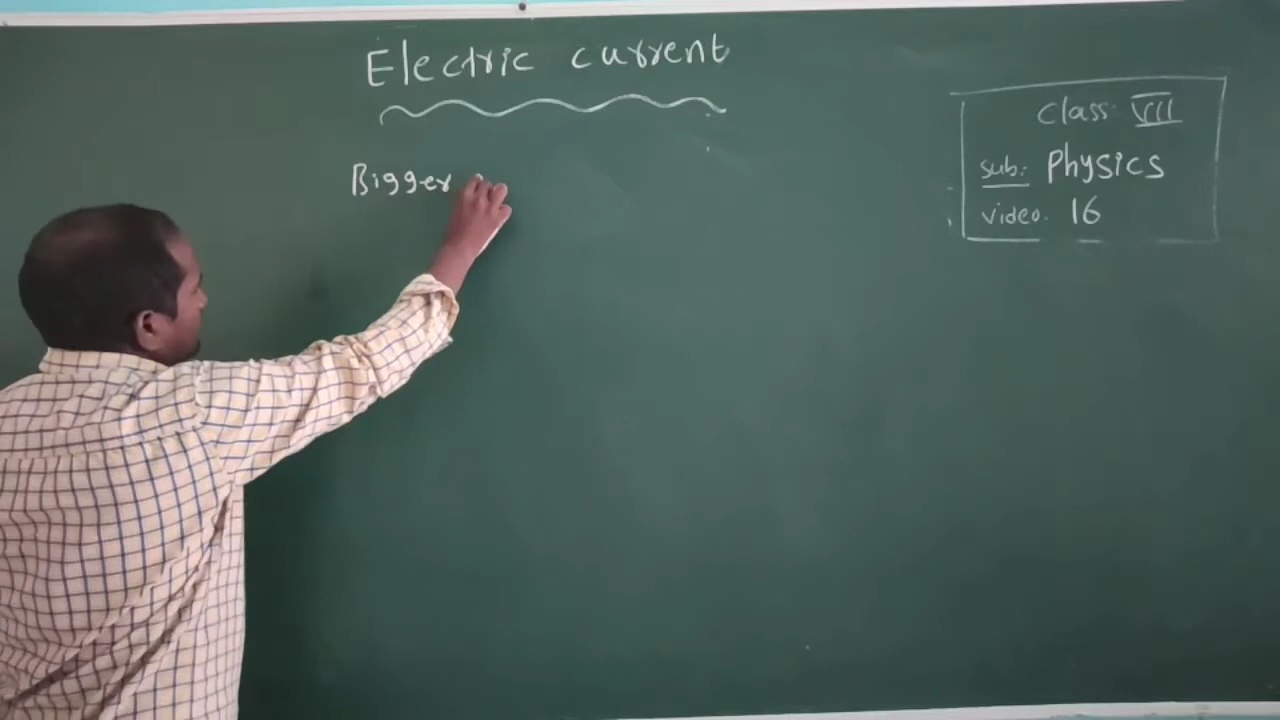 Electric current
Bigger
Class: VII
sub: Physics
video. 16